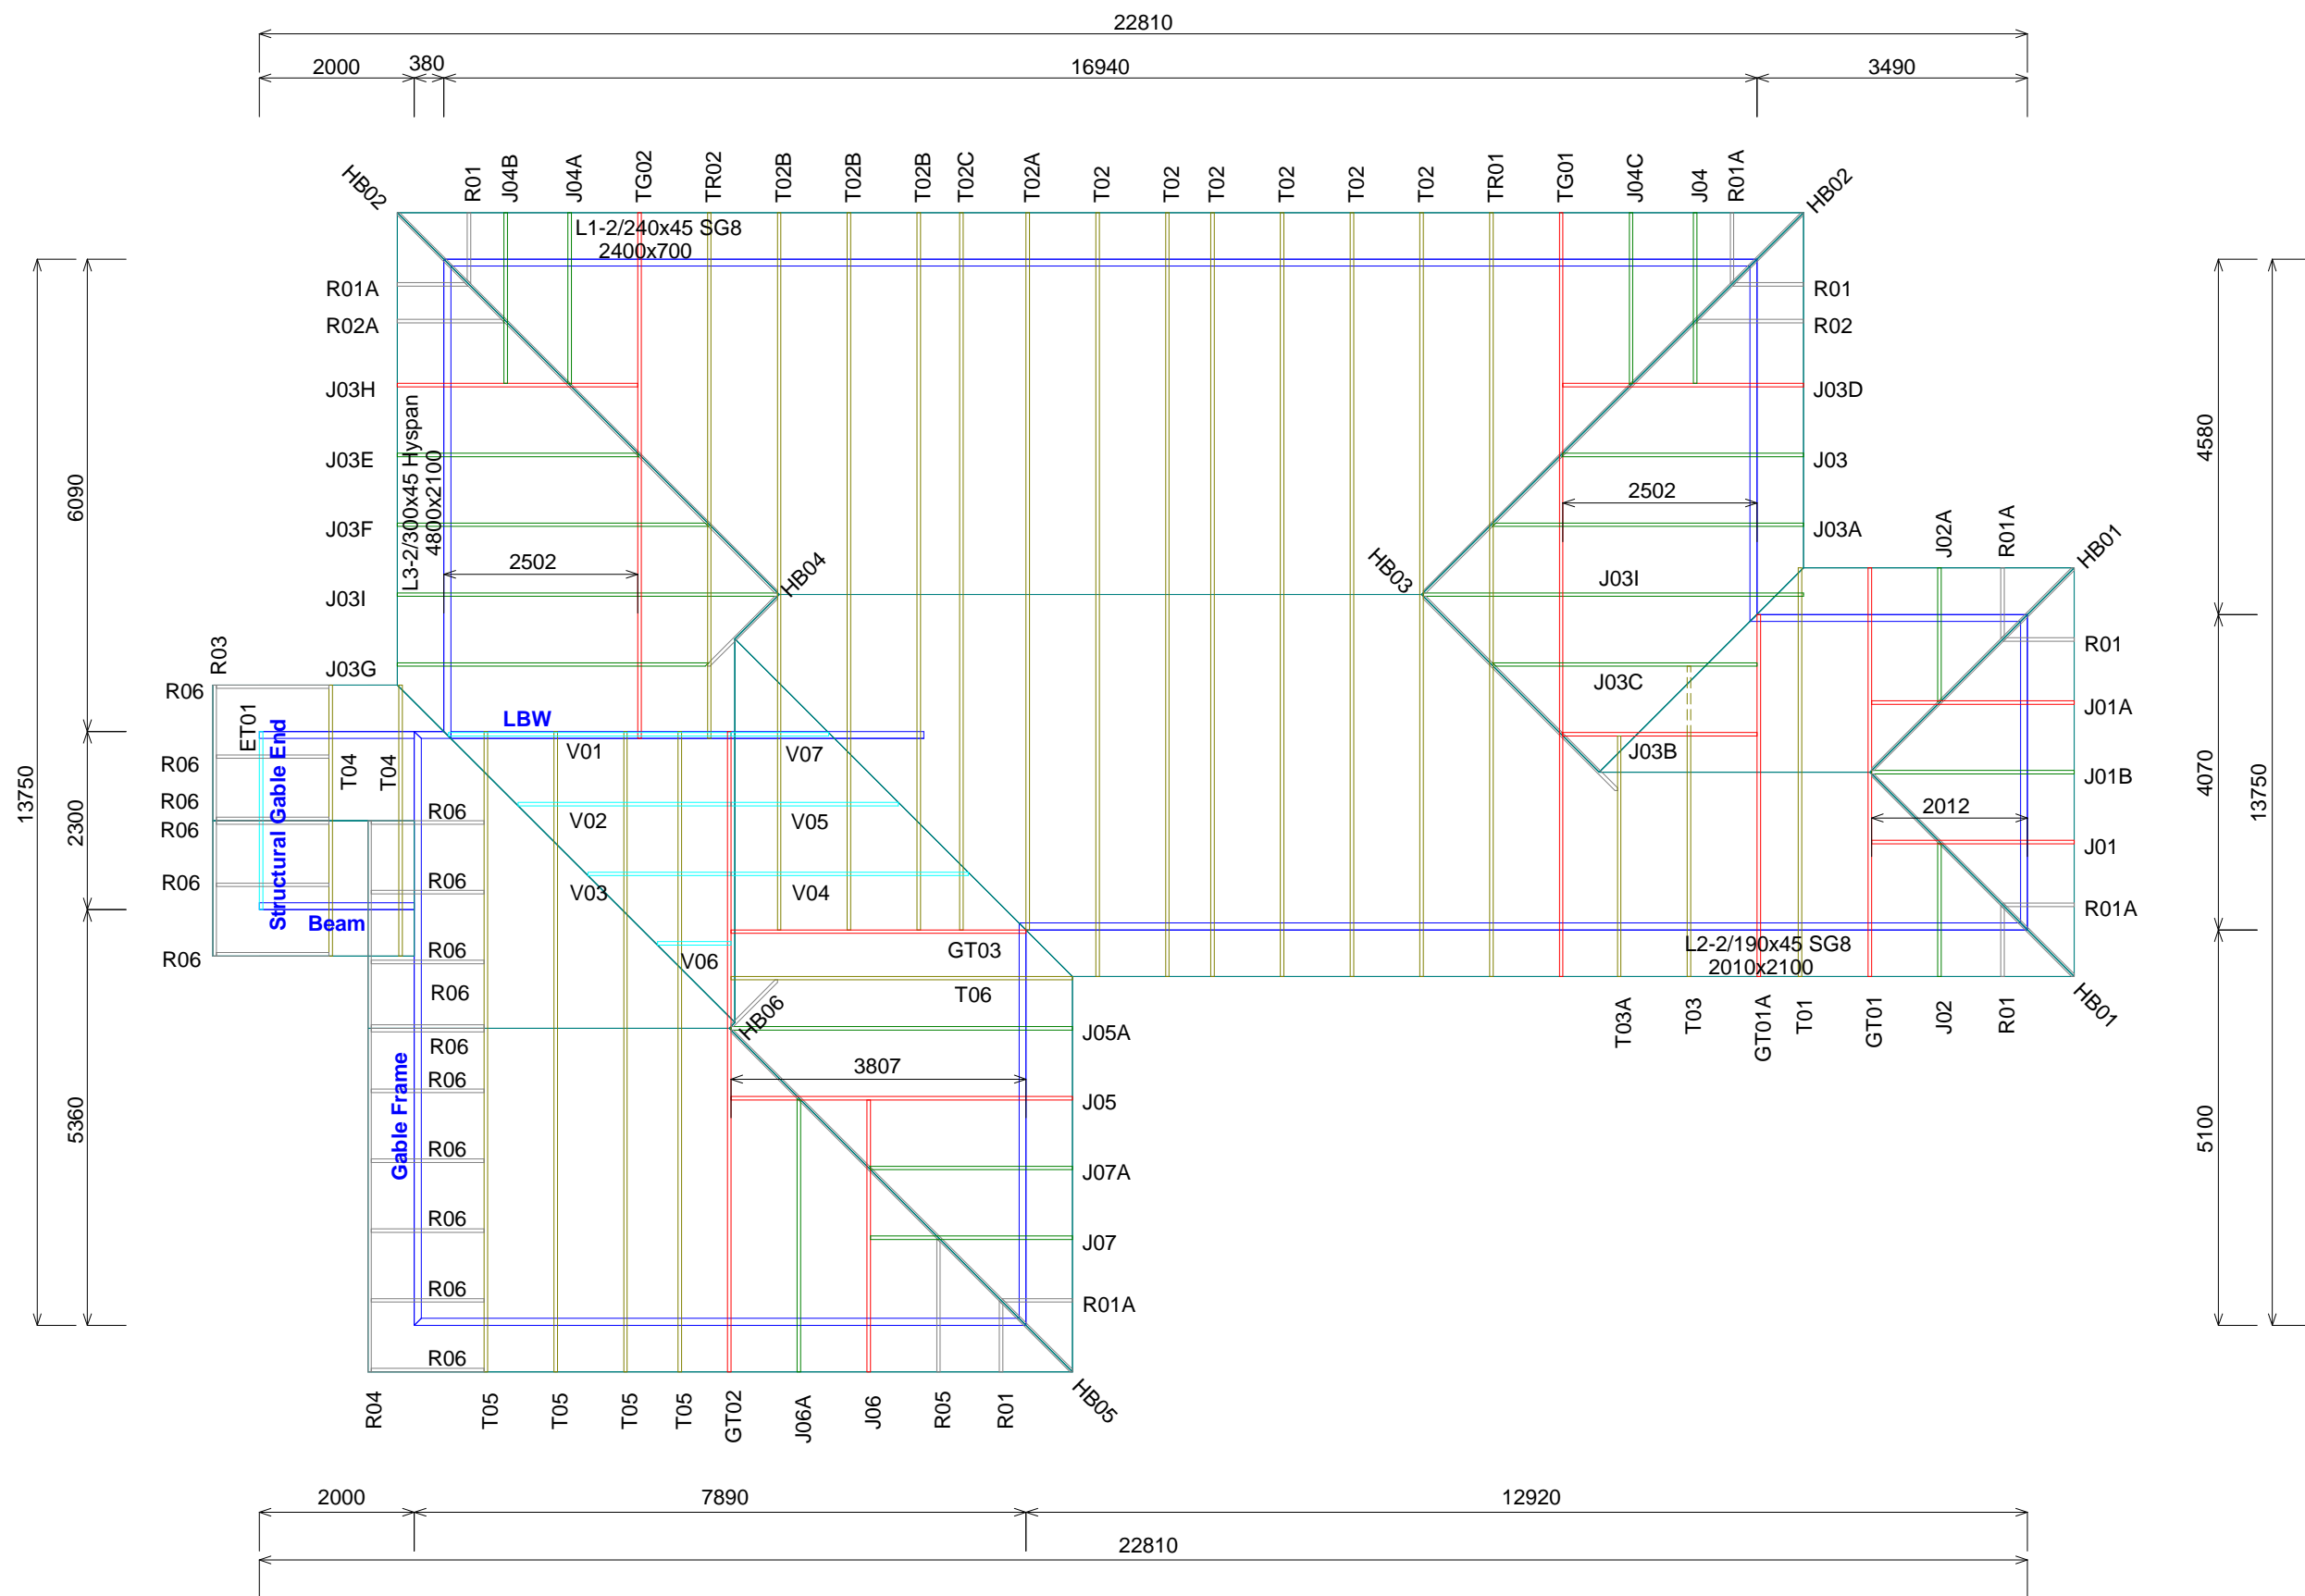 22810
2000
380
16940
3490
HB02
R01
J04B
J04A
TG02
TR02
T02B
T02B
T02B
T02C
T02A
T02
T02
T02
T02
T02
T02
TR01
TG01
J04C
J04
R01A
HB02
L1-2/240x45 SG8
2400x700
R01A
R01
R02A
R02
J03H
J03D
J03E
J03
L3-2/300x45 Hyspan
4800x2100
2502
J03F
J03A
2502
J03I
HB04
HB03
J03I
J02A
R01A
HB01
6090
4580
13750
13750
R03
R06
J03G
J03C
R01
ET01
LBW
J01A
R06
Structural Gable End
T04
T04
V01
V07
J03B
J01B
R06
R06
R06
V02
V05
2012
2300
4070
J01
R06
R06
V03
V04
R01A
Beam
R06
R06
V06
GT03
L2-2/190x45 SG8
2010x2100
R06
T06
HB06
T03A
T03
GT01A
T01
GT01
J02
R01
HB01
J05A
R06
R06
3807
Gable Frame
J05
5360
5100
R06
J07A
R06
J07
R06
R01A
R06
R04
T05
T05
T05
T05
GT02
J06A
J06
R05
R01
HB05
2000
7890
12920
22810